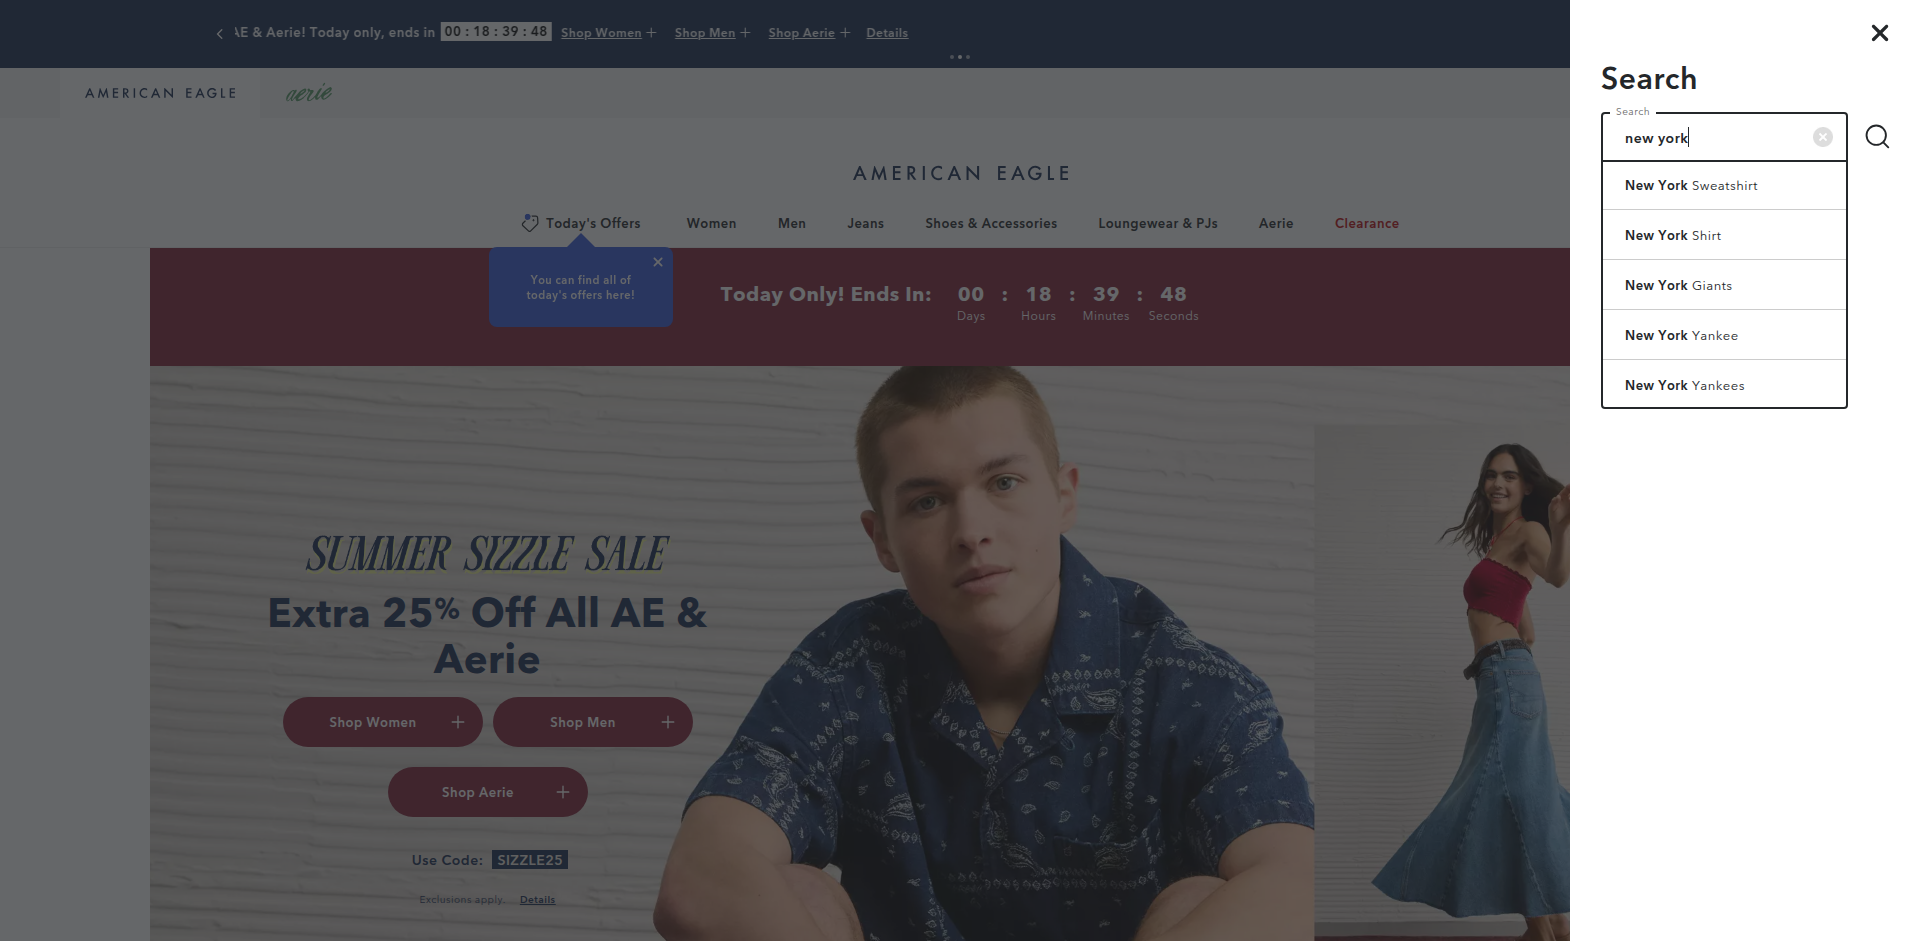 AE & Aerie! Today only, ends in 00 : 18 : 39 : 48 Shop Women + Shop Men + Shop Aerie + Details
AMERICAN EAGLE aerie
AMERICAN EAGLE
Today's Offers Women Men Jeans Shoes & Accessories Loungewear & PJs Aerie Clearance
You can find all of
today's offers here!
Today Only! Ends In: 00 : 18 : 39 : 48
Days Hours Minutes Seconds
SUMMER SIZZLE SALE
Extra 25% Off All AE &
Aerie
Shop Women +
Shop Men +
Shop Aerie +
Use Code: SIZZLE25
Exclusions apply. Details
Search
Search
new york
New York Sweatshirt
New York Shirt
New York Giants
New York Yankee
New York Yankees